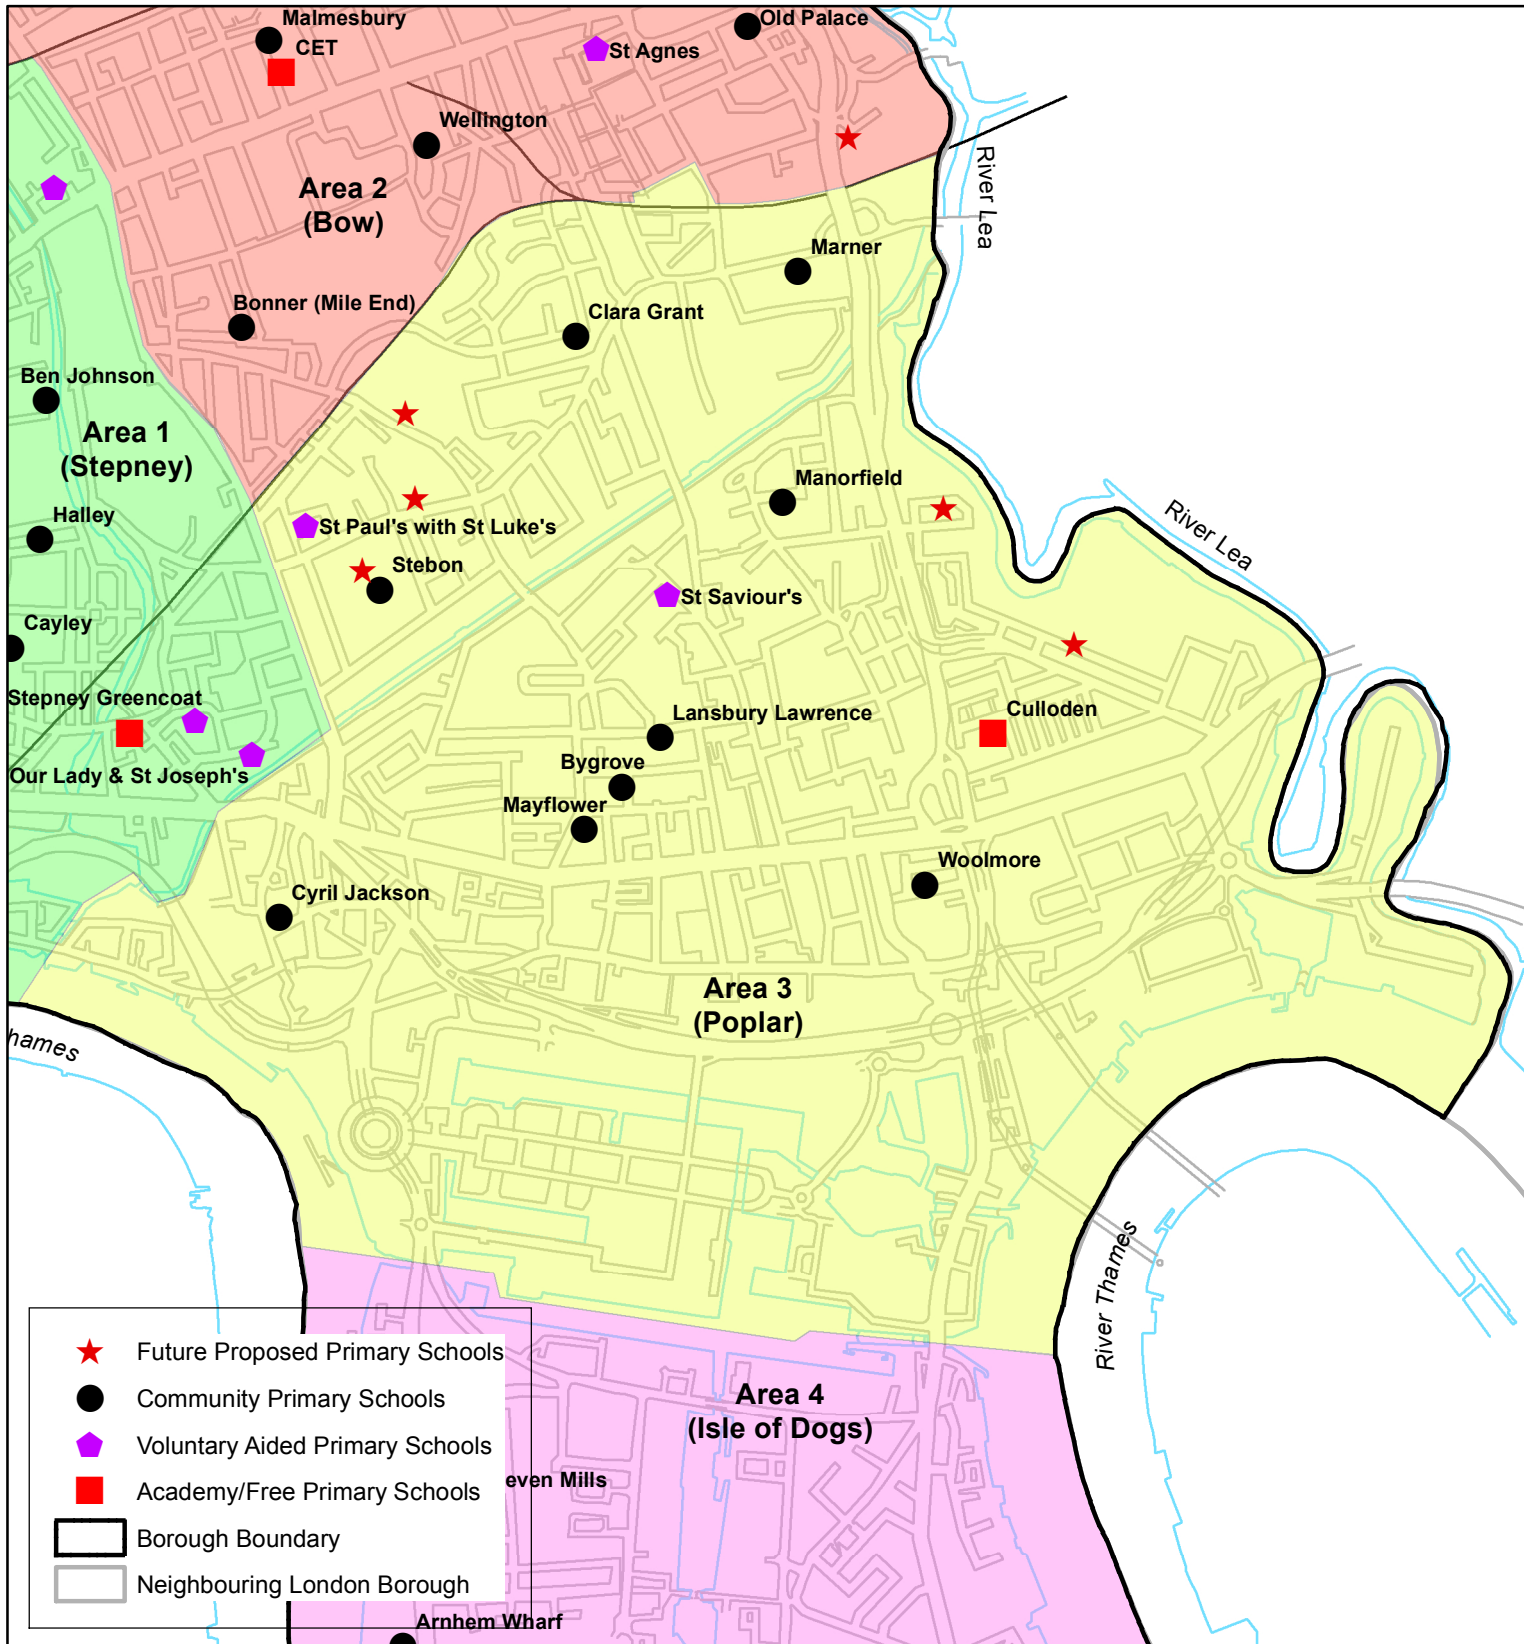 Malmesbury
CET
Old Palace
St Agnes
Wellington
Area 2
(Bow)
River Lea
Marner
Bonner (Mile End)
Clara Grant
Ben Johnson
Area 1
(Stepney)
Manorfield
Halley
St Paul's with St Luke's
River Lea
Stebon
St Saviour's
Cayley
Stepney Greencoat
Lansbury Lawrence
Culloden
Bygrove
Our Lady & St Joseph's
Mayflower
Woolmore
Cyril Jackson
Area 3
(Poplar)
hames
River Thames
Future Proposed Primary Schools
Community Primary Schools
Area 4
(Isle of Dogs)
Voluntary Aided Primary Schools
even Mills
Academy/Free Primary Schools
Borough Boundary
Neighbouring London Borough
Arnhem Wharf